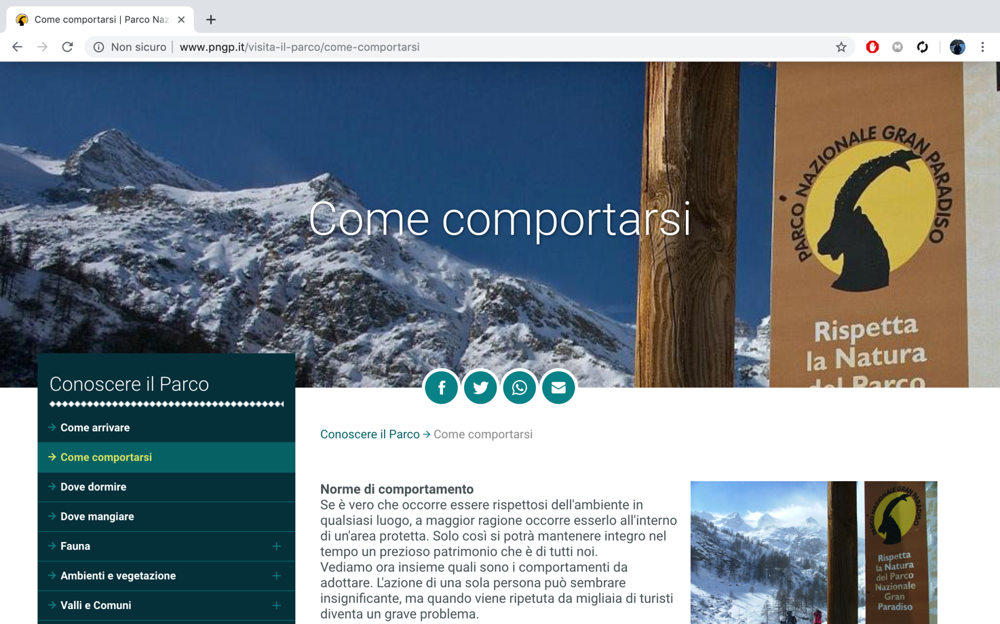 Come comportarsi | Parco Naz
Non sicuro | www.pngp.it/visita-il-parco/come-comportarsi
PARCO NAZIONALE GRAN PARADISO
Come comportarsi
Rispetta
la Natura
del Parco
Conoscere il Parco
Come arrivare
Come comportarsi
Dove dormire
Dove mangiare
Fauna
Ambienti e vegetazione
Valli e Comuni
Conoscere il Parco → Come comportarsi
Norme di comportamento
Se è vero che occorre essere rispettosi dell'ambiente in
qualsiasi luogo, a maggior ragione occorre esserlo all'interno
di un'area protetta. Solo così si potrà mantenere integro nel
tempo un prezioso patrimonio che è di tutti noi.
Vediamo ora insieme quali sono i comportamenti da
adottare. L'azione di una sola persona può sembrare
insignificante, ma quando viene ripetuta da migliaia di turisti
diventa un grave problema.
PARCO NAZIONALE GRAN PARADISO
Rispetta
la Natura
del Parco
Nazionale
Gran
Paradiso